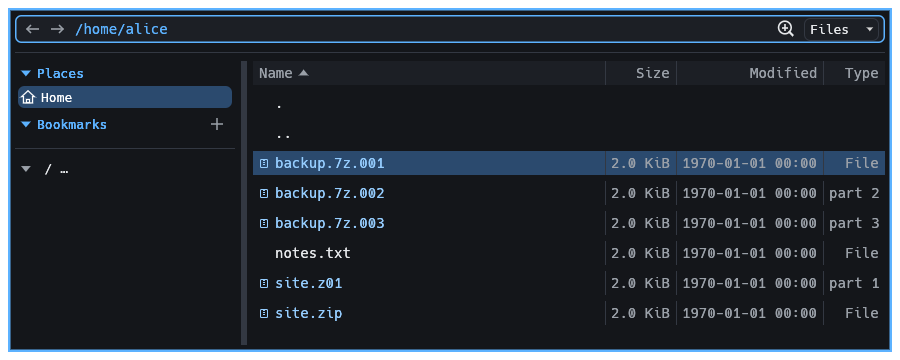 /home/alice
Files
Places
Home
Bookmarks
/ …
Name Size Modified Type
.
..
backup.7z.001 2.0 KiB 1970-01-01 00:00 File
backup.7z.002 2.0 KiB 1970-01-01 00:00 part 2
backup.7z.003 2.0 KiB 1970-01-01 00:00 part 3
notes.txt 2.0 KiB 1970-01-01 00:00 File
site.z01 2.0 KiB 1970-01-01 00:00 part 1
site.zip 2.0 KiB 1970-01-01 00:00 File